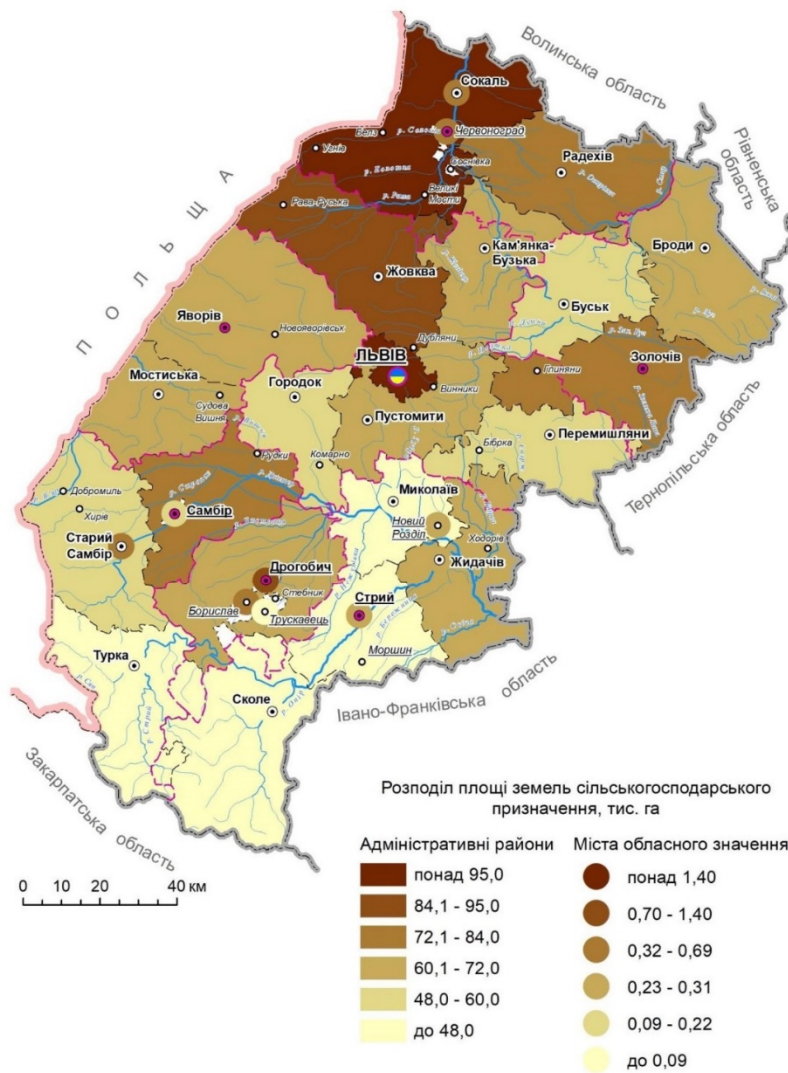 Волинська область
Рівненська область
ПОЛЬЩА
Сокаль
Белз
Червоноград
Угнів
Соснівка
Радехів
Великі
Мости
Рава-Руська
р. Рата
Кам'янка-
Бузька
Броди
Жовква
Буськ
Яворів
Новояворівськ
Дубляни
ЛЬВІВ
Золочів
Глиняни
Мостиська
Городок
Винники
Судова
Вишня
Пустомити
Перемишляни
Бібрка
Тернопільська область
Рудки
Комарно
Добромиль
Миколаїв
Хирів
Самбір
Новий
Розділ
Ходорів
Старий
Самбір
Жидачів
Дрогобич
Стебник
Борислав
Трускавець
Стрий
Турка
Моршин
Сколе
р. Стрий
Івано-Франківська область
Закарпатська область
0 20 40 км
Розподіл площі земель сільськогосподарського
призначення, тис. га
Адміністративні райони
понад 95,0
84,1 - 95,0
72,1 - 84,0
60,1 - 72,0
48,0 - 60,0
до 48,0
Міста обласного значення
понад 1,40
0,70 - 1,40
0,32 - 0,69
0,23 - 0,31
0,09 - 0,22
до 0,09